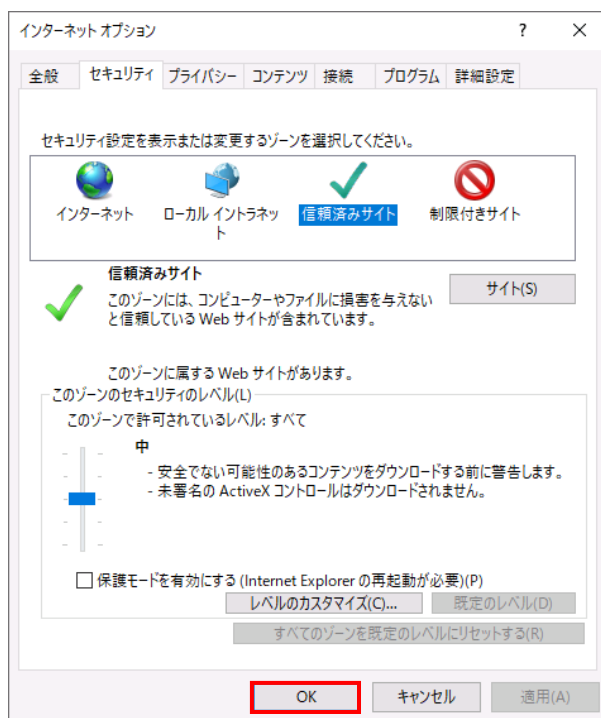 インターネット オプション ? ×
全般 セキュリティ プライバシー コンテンツ 接続 プログラム 詳細設定
セキュリティ設定を表示または変更するゾーンを選択してください。
インターネット ローカル イントラネッ 信頼済みサイト 制限付きサイト
ト
信頼済みサイト
サイト(S)
このゾーンには、コンピューターやファイルに損害を与えない
と信頼している Web サイトが含まれています。
このゾーンに属する Web サイトがあります。
このゾーンのセキュリティのレベル(L)
このゾーンで許可されているレベル: すべて
中
- 安全でない可能性のあるコンテンツをダウンロードする前に警告します。
- 未署名の ActiveX コントロールはダウンロードされません。
保護モードを有効にする (Internet Explorer の再起動が必要)(P)
レベルのカスタマイズ(C)... 既定のレベル(D)
すべてのゾーンを既定のレベルにリセットする(R)
OK キャンセル 適用(A)